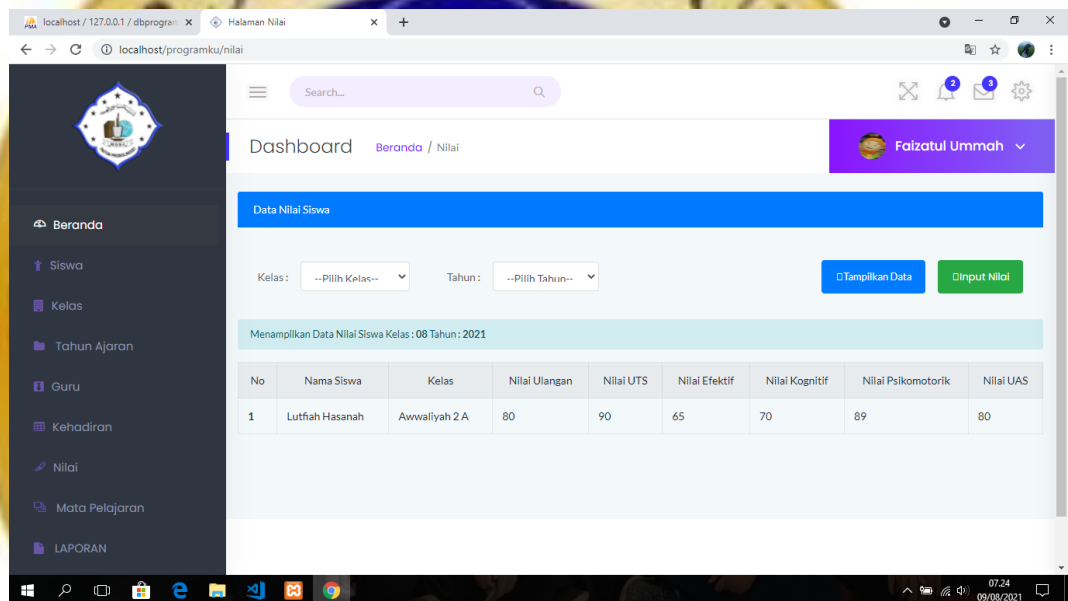 localhost / 127.0.0.1 / dbprogram
Halaman Nilai
localhost/programku/nilai
Search...
2
3
Dashboard Beranda / Nilai
Faizatul Ummah
Beranda
Siswa
Kelas
Tahun Ajaran
Guru
Kehadiran
Nilai
Mata Pelajaran
LAPORAN
Data Nilai Siswa
Kelas : --Pilih Kelas-- Tahun : --Pilih Tahun-- Tampilkan Data Input Nilai
Menampilkan Data Nilai Siswa Kelas : 08 Tahun : 2021
No Nama Siswa Kelas Nilai Ulangan Nilai UTS Nilai Efektif Nilai Kognitif Nilai Psikomotorik Nilai UAS
1 Lutfiah Hasanah Awwaliyah 2 A 80 90 65 70 89 80
07.24
09/08/2021